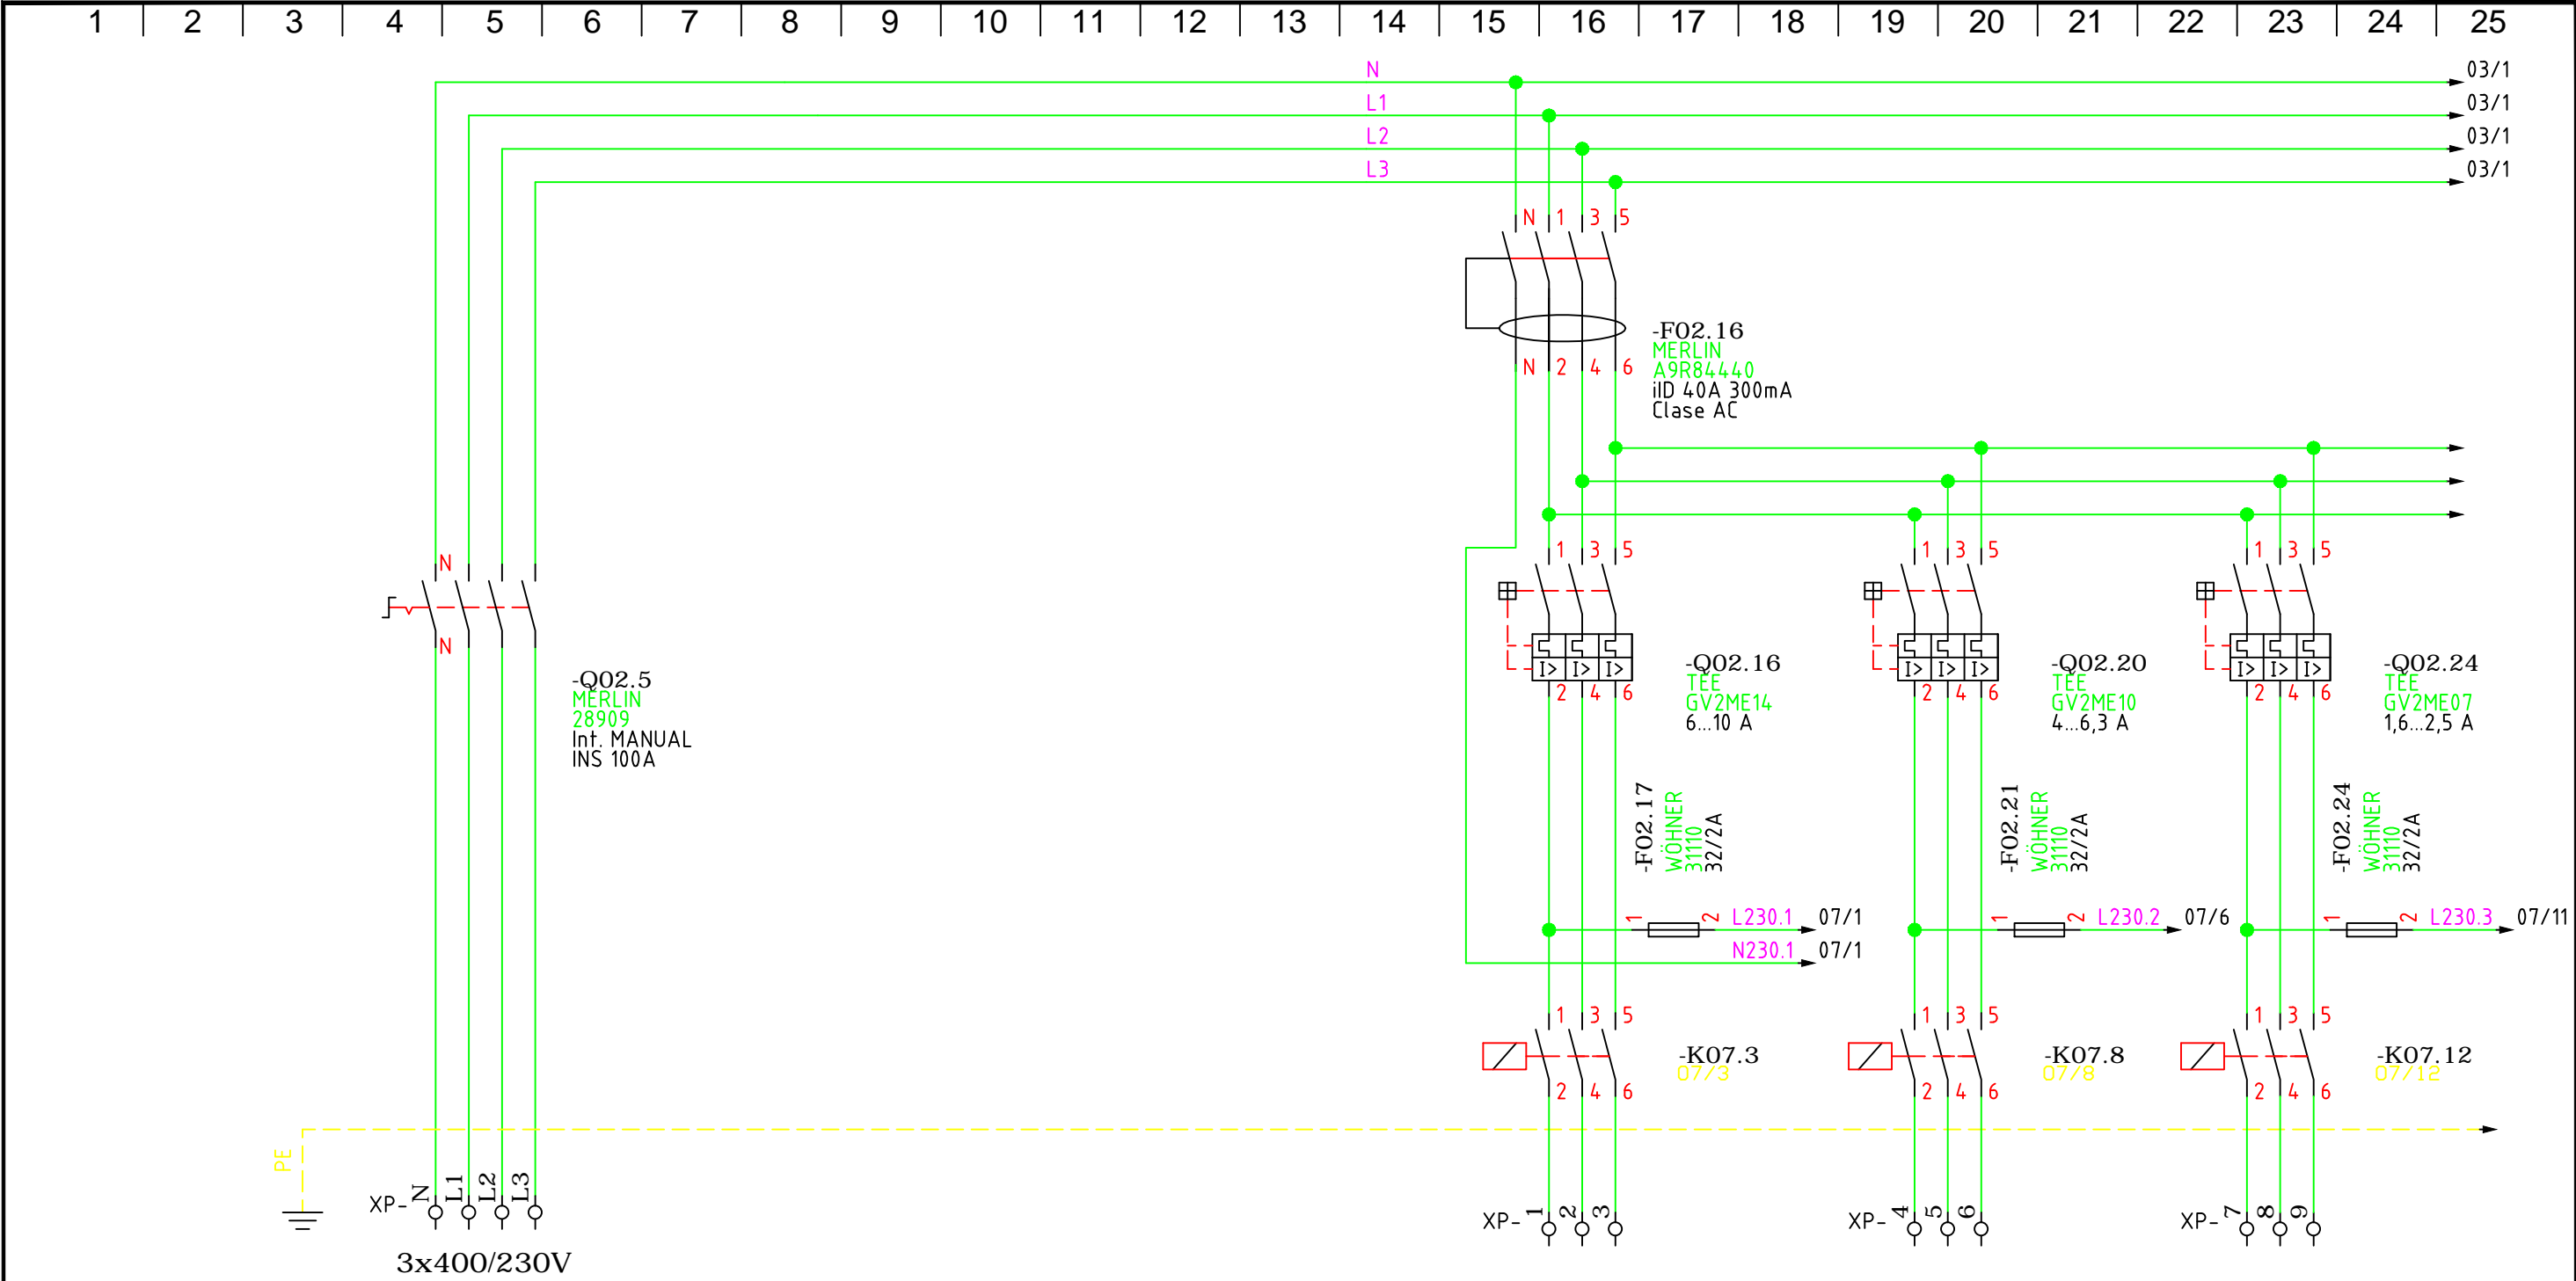 1 2 3 4 5 6 7 8 9 10 11 12 13 14 15 16 17 18 19 20 21 22 23 24 25
N 03/1
L1 03/1
L2 03/1
L3 03/1
N 1 3 5
-F02.16
MERLIN
A9R84440
iID 40A 300mA
Clase AC
N 2 4 6
N
N
-Q02.5
MERLIN
28909
Int. MANUAL
INS 100A
1 3 5
I> I> I>
2 4 6
-Q02.16
TEE
GV2ME14
6...10 A
1 3 5
I> I> I>
2 4 6
-Q02.20
TEE
GV2ME10
4...6,3 A
1 3 5
I> I> I>
2 4 6
-Q02.24
TEE
GV2ME07
1,6...2,5 A
-F02.17
WÖHNER
31110
32/2A
-F02.21
WÖHNER
31110
32/2A
-F02.24
WÖHNER
31110
32/2A
1 2 L230.1 07/1
N230.1 07/1
1 2 L230.2 07/6
1 2 L230.3 07/11
1 3 5
-K07.3
07/3
2 4 6
1 3 5
-K07.8
07/8
2 4 6
1 3 5
-K07.12
07/12
2 4 6
PE
XP- N L1 L2 L3
3x400/230V
XP- 1 2 3
XP- 4 5 6
XP- 7 8 9